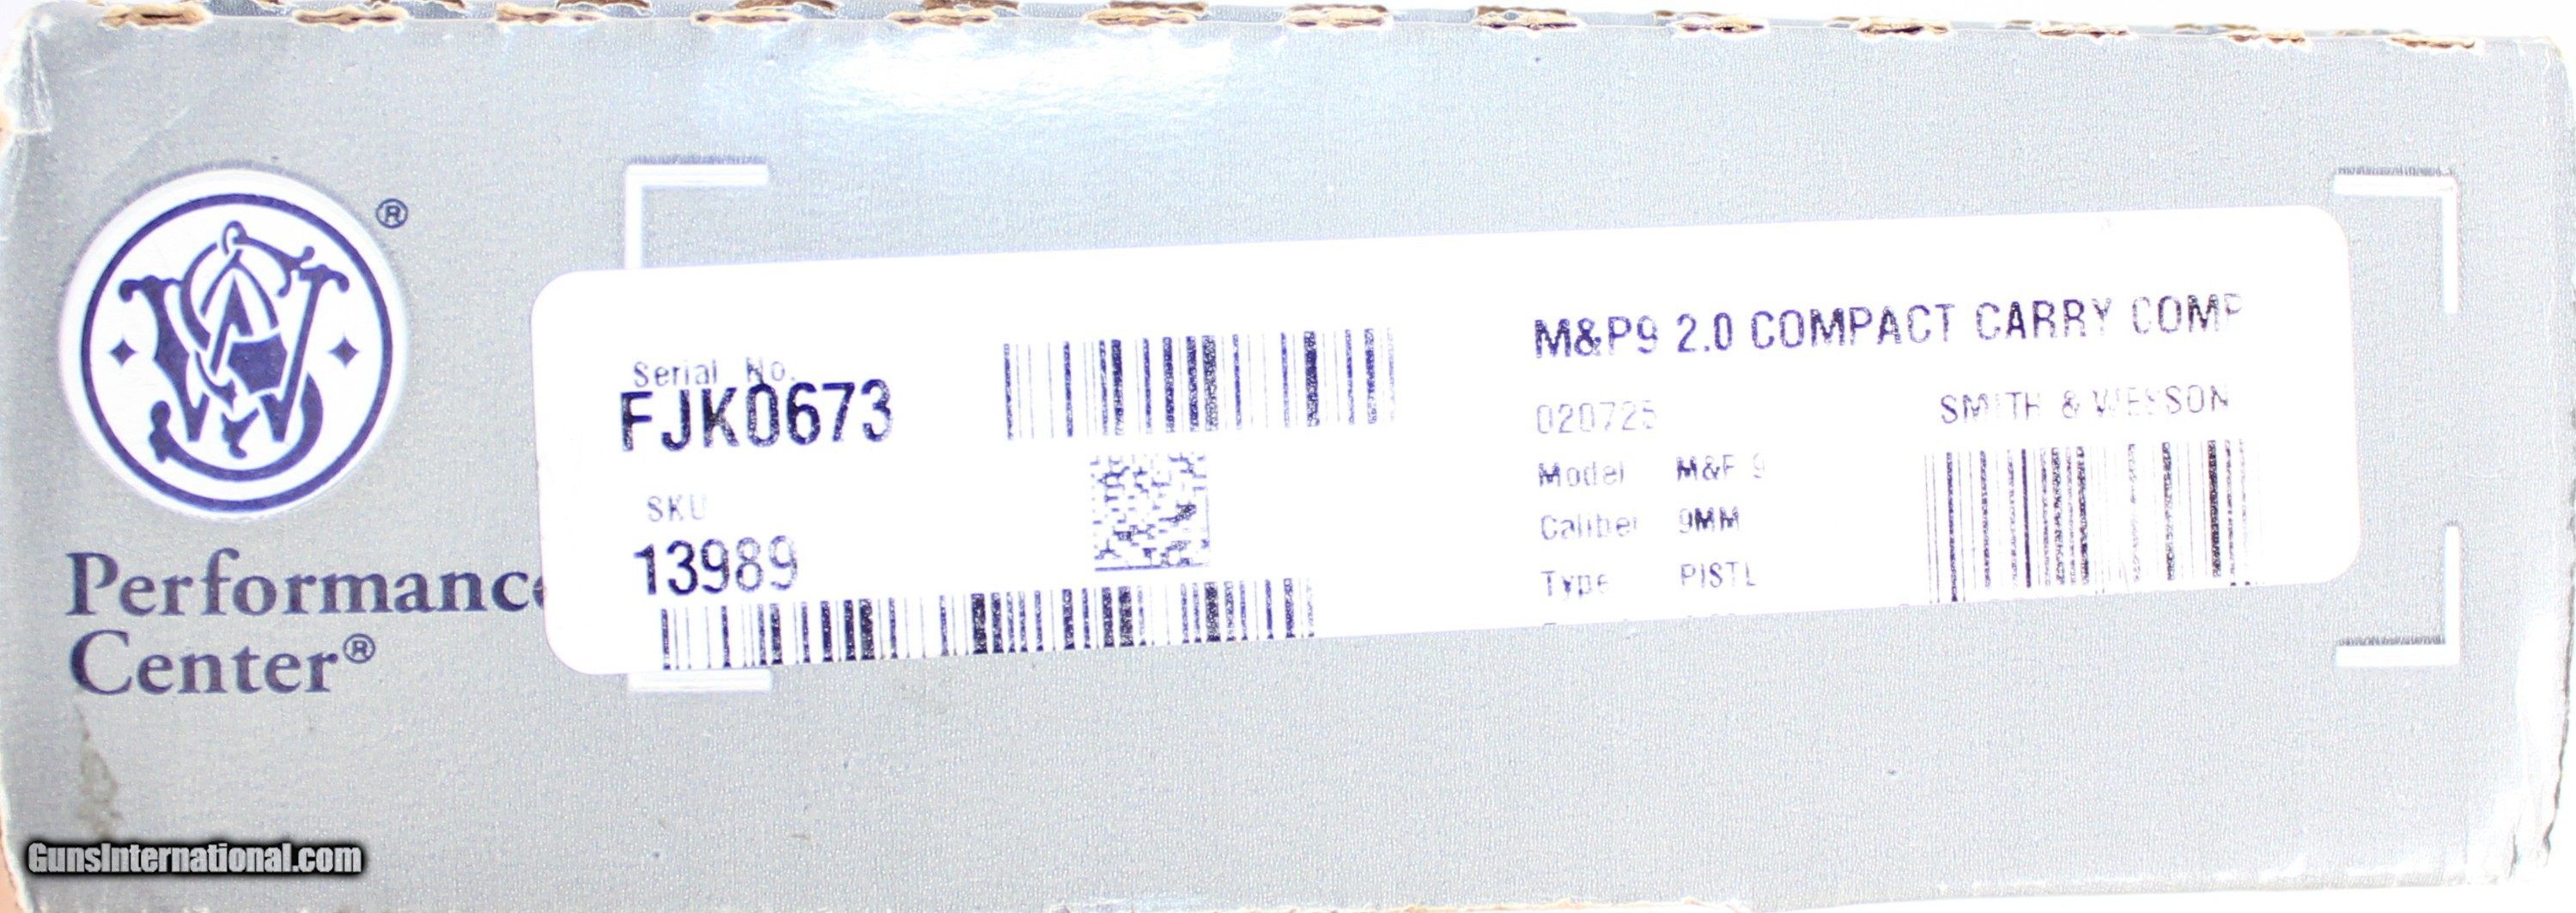 ®
Performance
Center®
Serial No.
FJK0673
SKU
13989
M&P9 2.0 COMPACT CARRY COMP
020725
SMITH & WESSON
Model M&P 9
Caliber 9MM
Type PISTL
GunsInternational.com